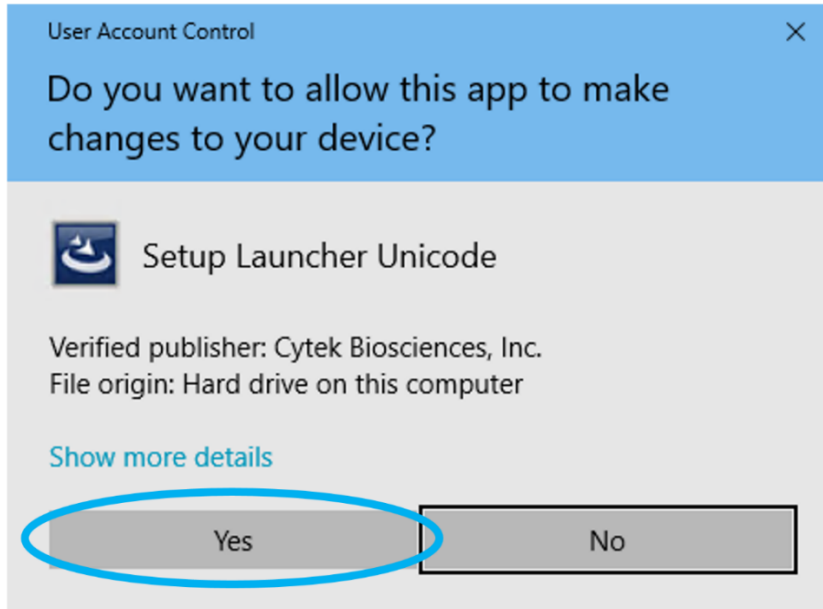 User Account Control
Do you want to allow this app to make
changes to your device?
Setup Launcher Unicode
Verified publisher: Cytek Biosciences, Inc.
File origin: Hard drive on this computer
Show more details
Yes
No